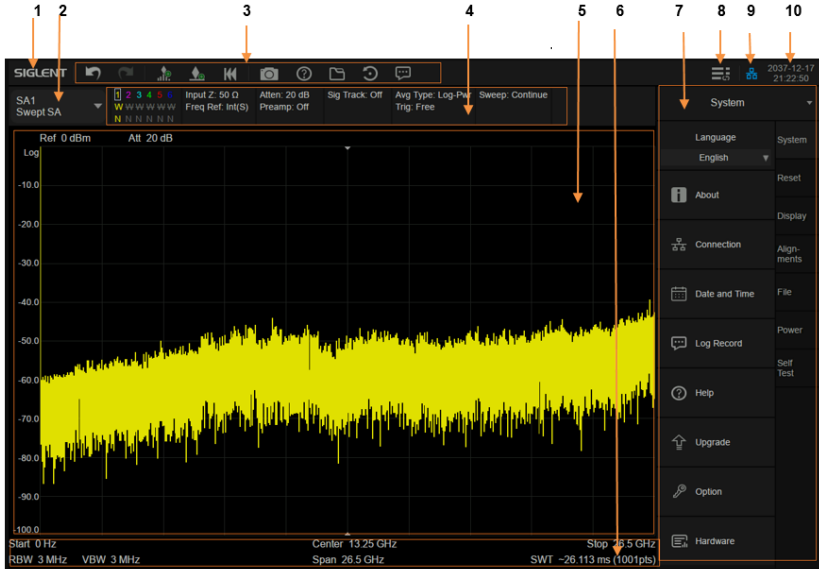 1 2 3 4 5 6 7 8 9 10
SIGLENT
2037-12-17
21:22:50
SA1
Swept SA
1 2 3 4 5 6
W W W W W W
N N N N N N
Input Z: 50 Ω
Freq Ref: Int(S)
Atten: 20 dB
Preamp: Off
Sig Track: Off
Avg Type: Log-Pwr
Trig: Free
Sweep: Continue
Ref 0 dBm Att 20 dB
Log
-10.0
-20.0
-30.0
-40.0
-50.0
-60.0
-70.0
-80.0
-90.0
-100.0
Start 0 Hz Center 13.25 GHz Stop 26.5 GHz
RBW 3 MHz VBW 3 MHz Span 26.5 GHz SWT ~26.113 ms (1001pts)
System
Language
English
About
Connection
Date and Time
Log Record
Help
Upgrade
Option
Hardware
System
Reset
Display
Align-
ments
File
Power
Self
Test